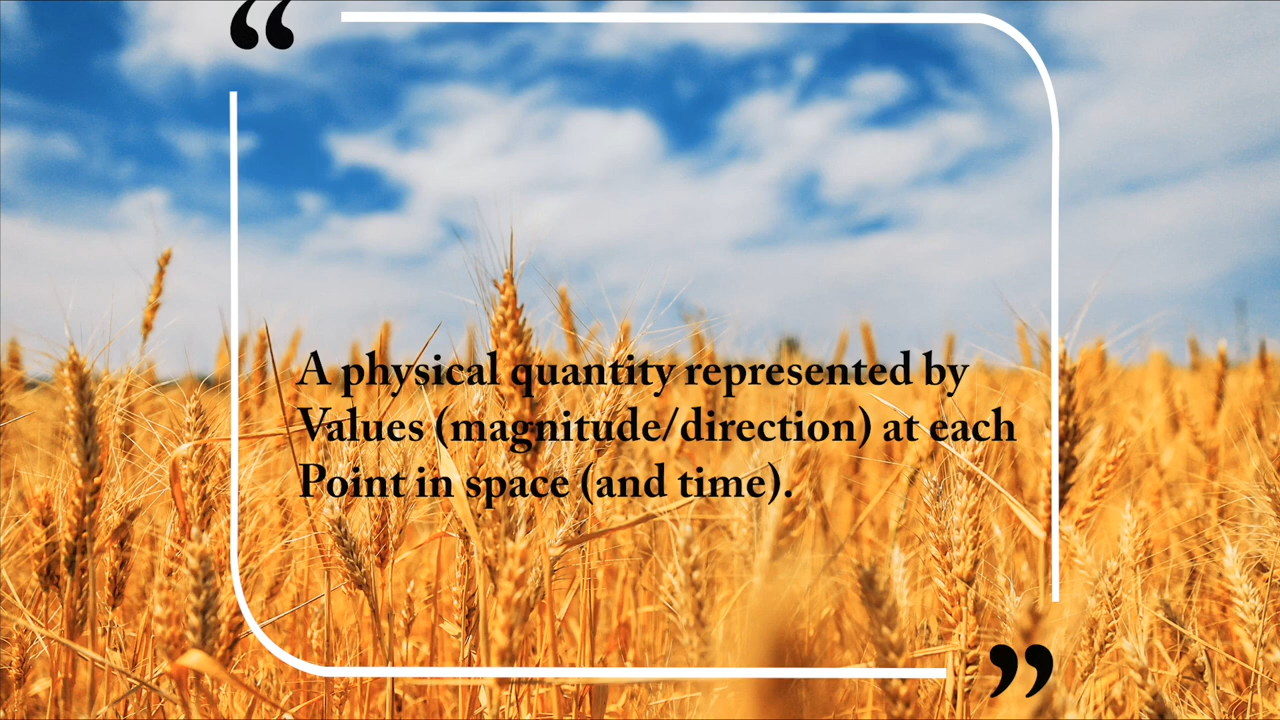 “
A physical quantity represented by
Values (magnitude/direction) at each
Point in space (and time).
”